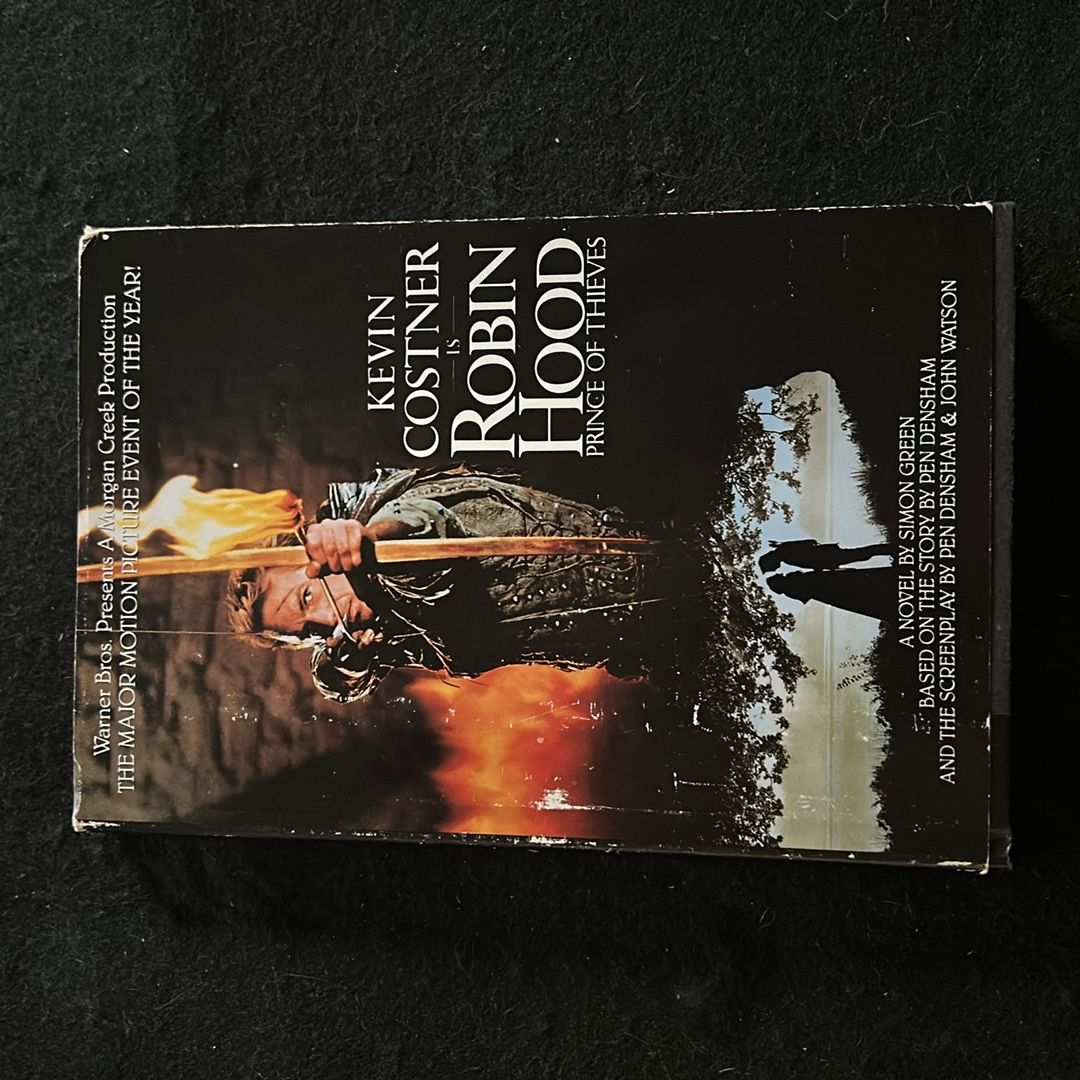 Warner Bros. Presents A Morgan Creek Production
THE MAJOR MOTION PICTURE EVENT OF THE YEAR!
KEVIN
COSTNER
IS
ROBIN
HOOD
PRINCE OF THIEVES
A NOVEL BY SIMON GREEN
BASED ON THE STORY BY PEN DENSHAM
AND THE SCREENPLAY BY PEN DENSHAM & JOHN WATSON